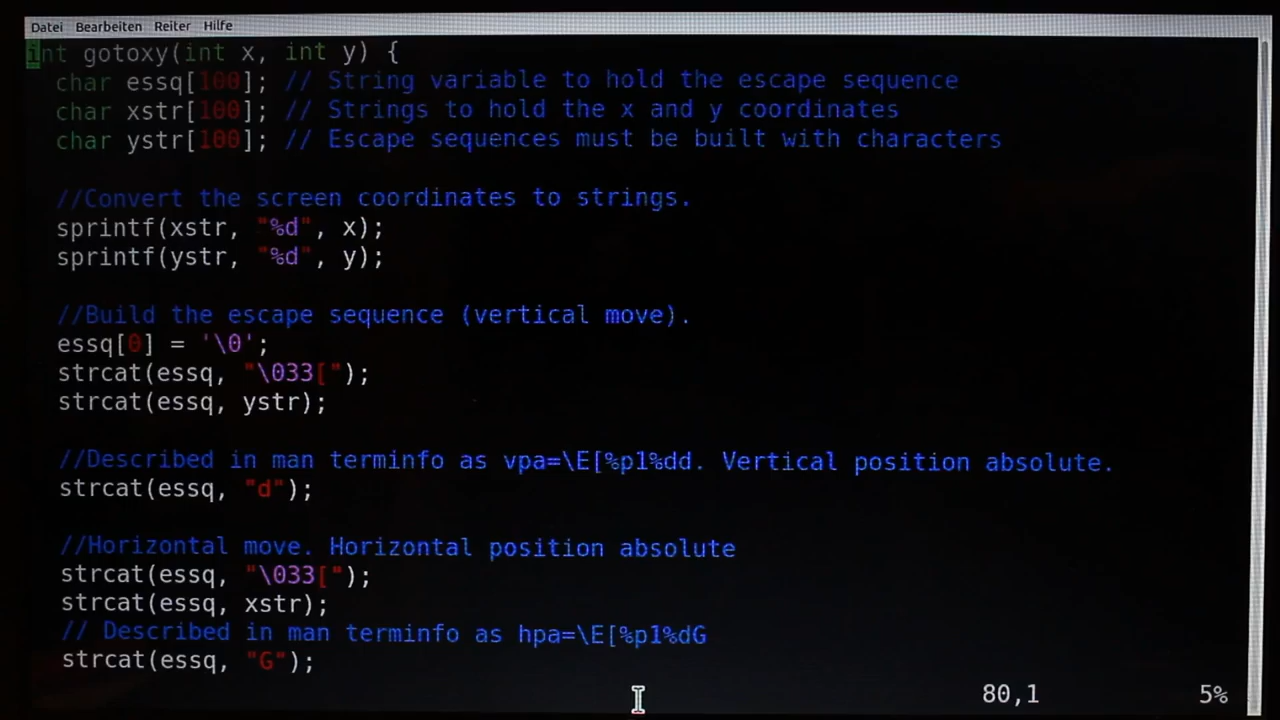 Datei Bearbeiten Reiter Hilfe
int gotoxy(int x, int y) {
char essq[100]; // String variable to hold the escape sequence
char xstr[100]; // Strings to hold the x and y coordinates
char ystr[100]; // Escape sequences must be built with characters
//Convert the screen coordinates to strings.
sprintf(xstr, "%d", x);
sprintf(ystr, "%d", y);
//Build the escape sequence (vertical move).
essq[0] = '\0';
strcat(essq, "\033[");
strcat(essq, ystr);
//Described in man terminfo as vpa=\E[%p1%dd. Vertical position absolute.
strcat(essq, "d");
//Horizontal move. Horizontal position absolute
strcat(essq, "\033[");
strcat(essq, xstr);
// Described in man terminfo as hpa=\E[%p1%dG
strcat(essq, "G");
80,1 5%